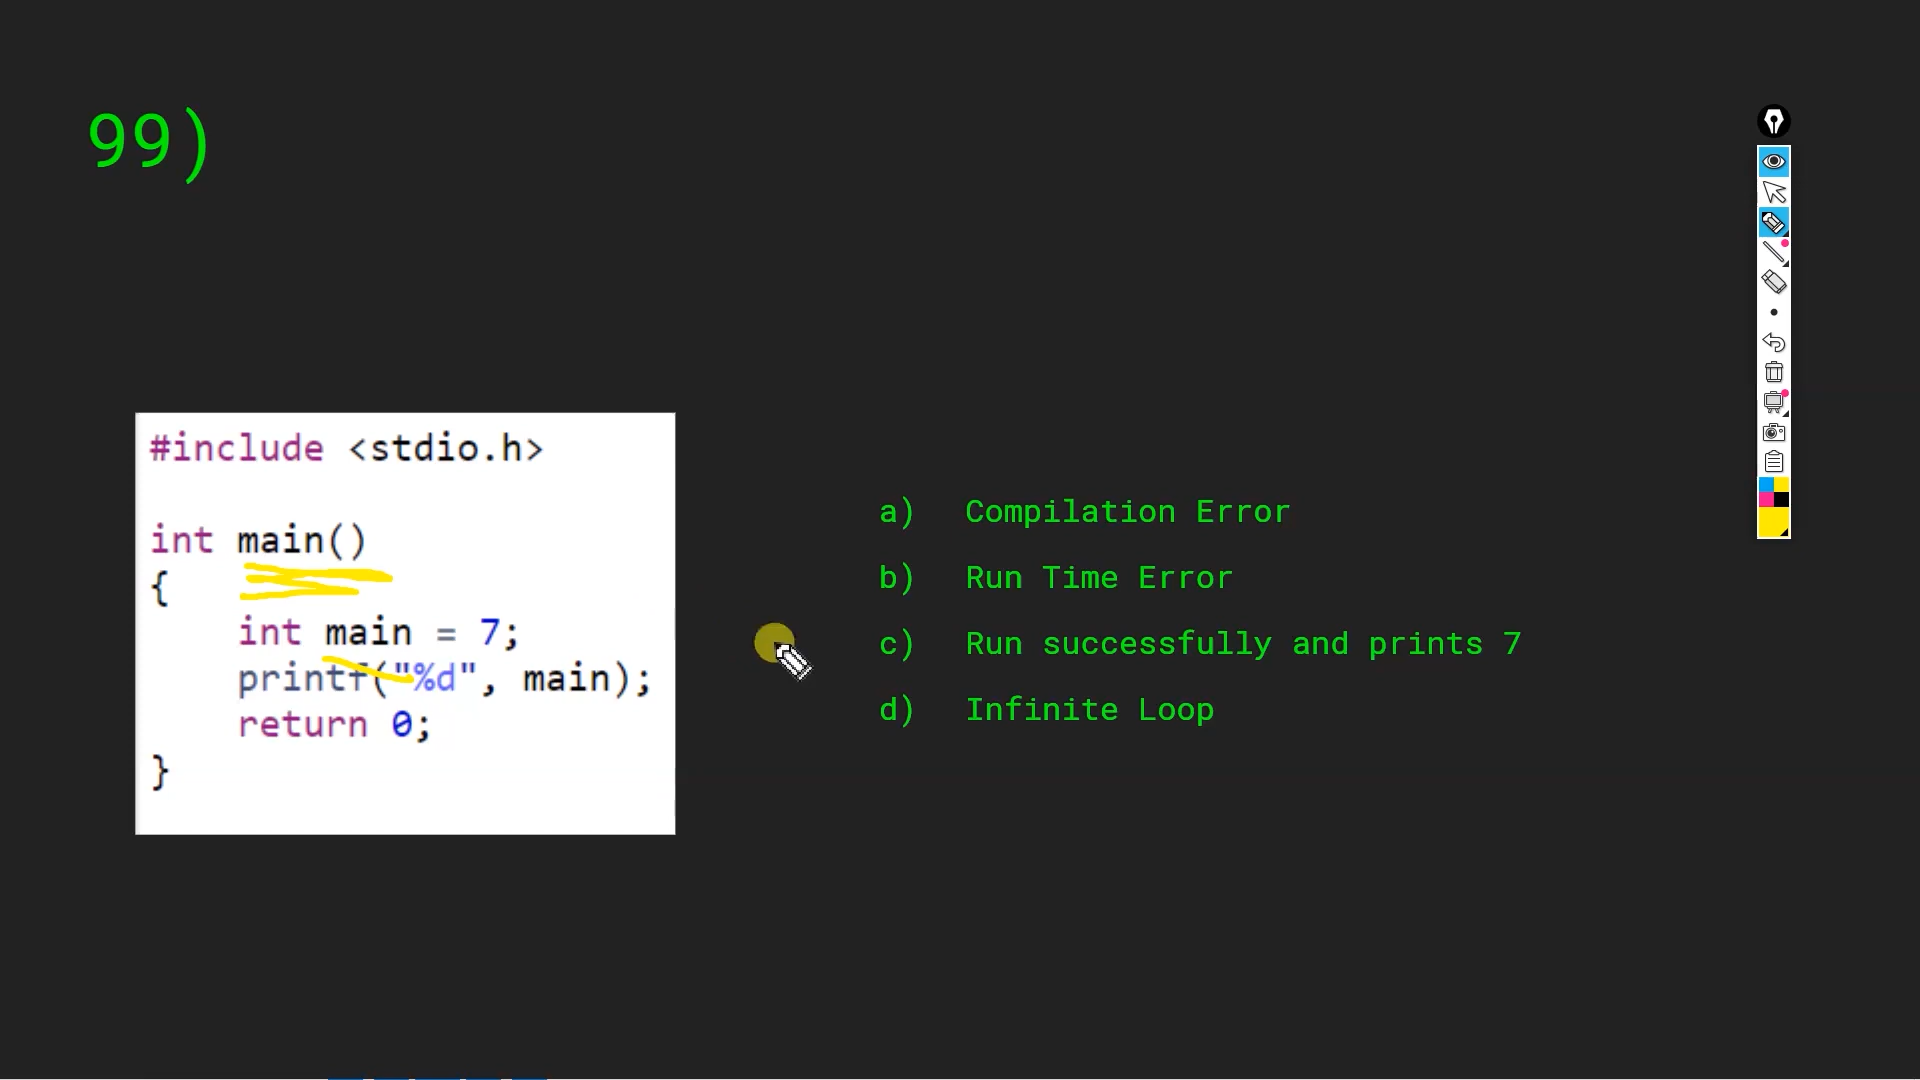 99)
#include <stdio.h>
int main()
{
int main = 7;
printf("%d", main);
return 0;
}
a) Compilation Error
b) Run Time Error
c) Run successfully and prints 7
d) Infinite Loop